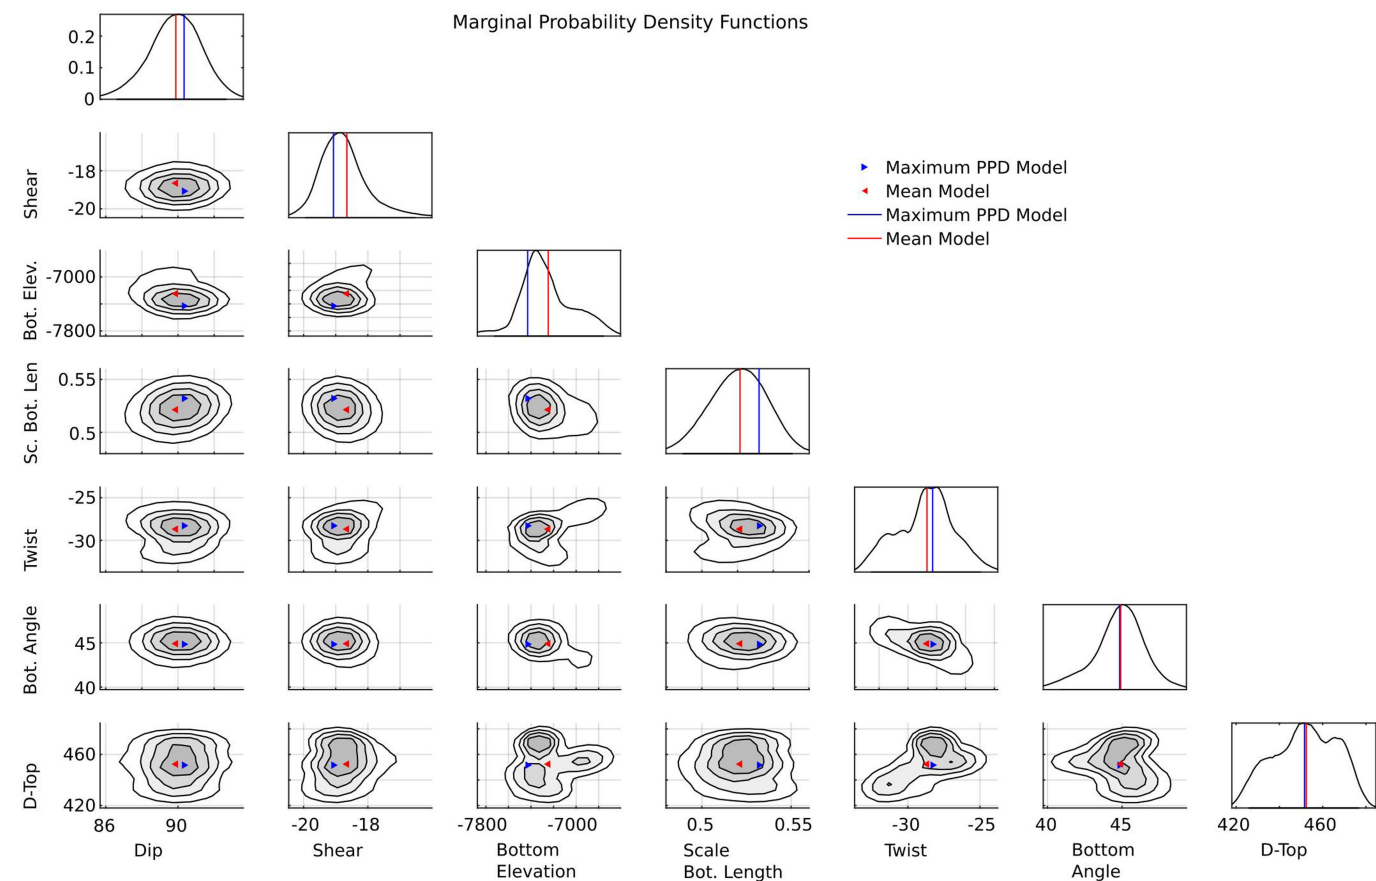 Marginal Probability Density Functions
0.2
0.1
0
Shear
-18
-20
Maximum PPD Model
Mean Model
Maximum PPD Model
Mean Model
Bot. Elev.
-7000
-7800
Sc. Bot. Len
0.55
0.5
Twist
-25
-30
Bot. Angle
45
40
D-Top
460
420
86 90 -20 -18 -7800 -7000 0.5 0.55 -30 -25 40 45 420 460
Dip Shear Bottom Scale Twist Bottom D-Top
Elevation Bot. Length Angle